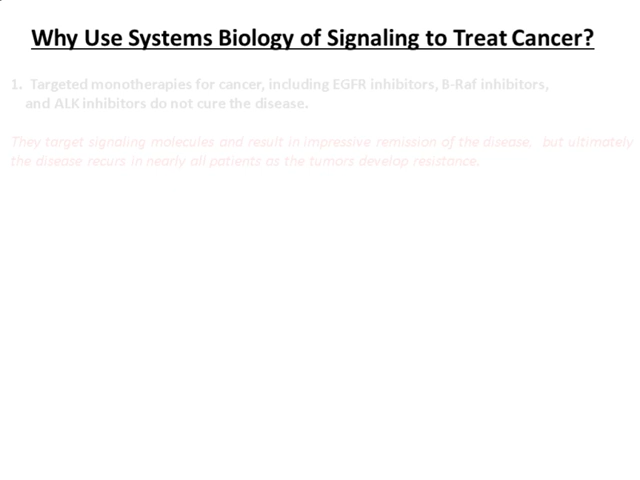 Why Use Systems Biology of Signaling to Treat Cancer?
1. Targeted monotherapies for cancer, including EGFR inhibitors, B-Raf inhibitors,
and ALK inhibitors do not cure the disease.
They target signaling molecules and result in impressive remission of the disease. but ultimately
the disease recurs in nearly all patients as the tumors develop resistance.